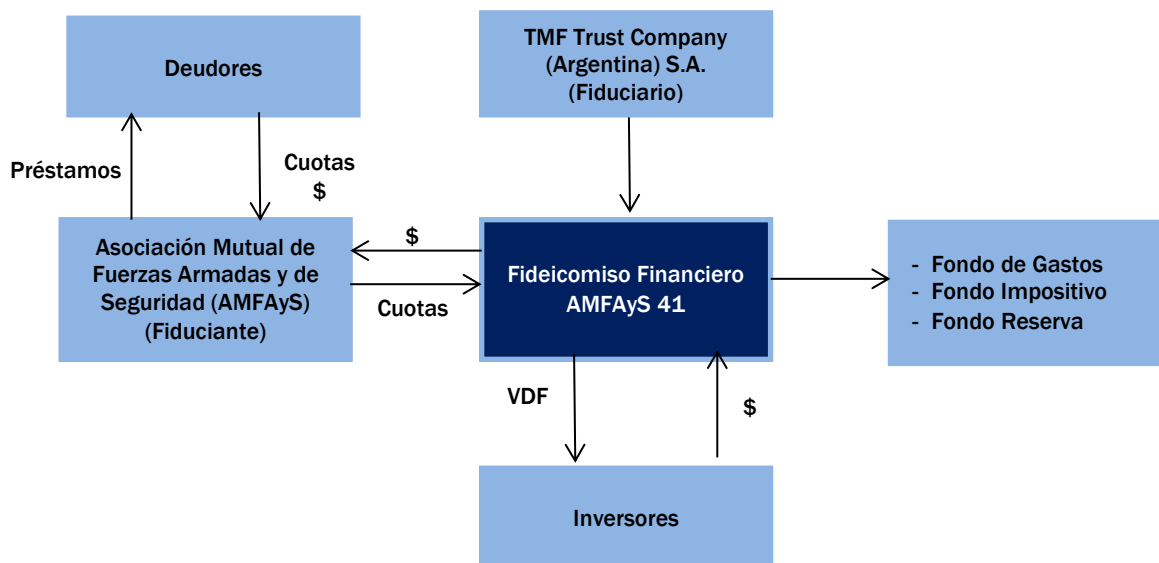 Deudores
TMF Trust Company
(Argentina) S.A.
(Fiduciario)
Préstamos
Cuotas
$
Asociación Mutual de
Fuerzas Armadas y de
Seguridad (AMFAyS)
(Fiduciante)
$
Cuotas
Fideicomiso Financiero
AMFAyS 41
- Fondo de Gastos
- Fondo Impositivo
- Fondo Reserva
VDF
$
Inversores